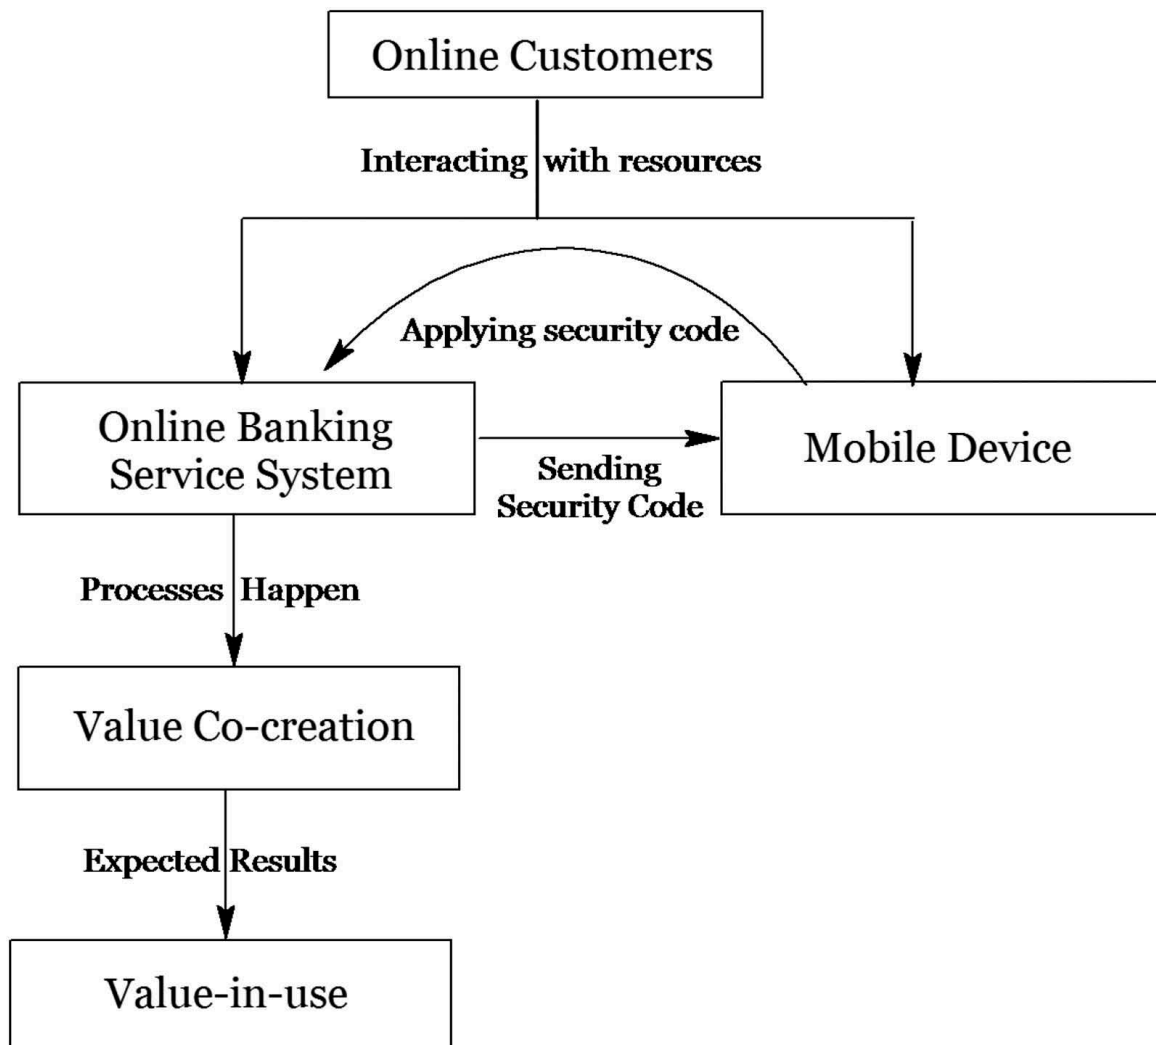 Online Customers
Interacting with resources
Applying security code
Online Banking
Service System
Mobile Device
Sending
Security Code
Processes Happen
Value Co-creation
Expected Results
Value-in-use